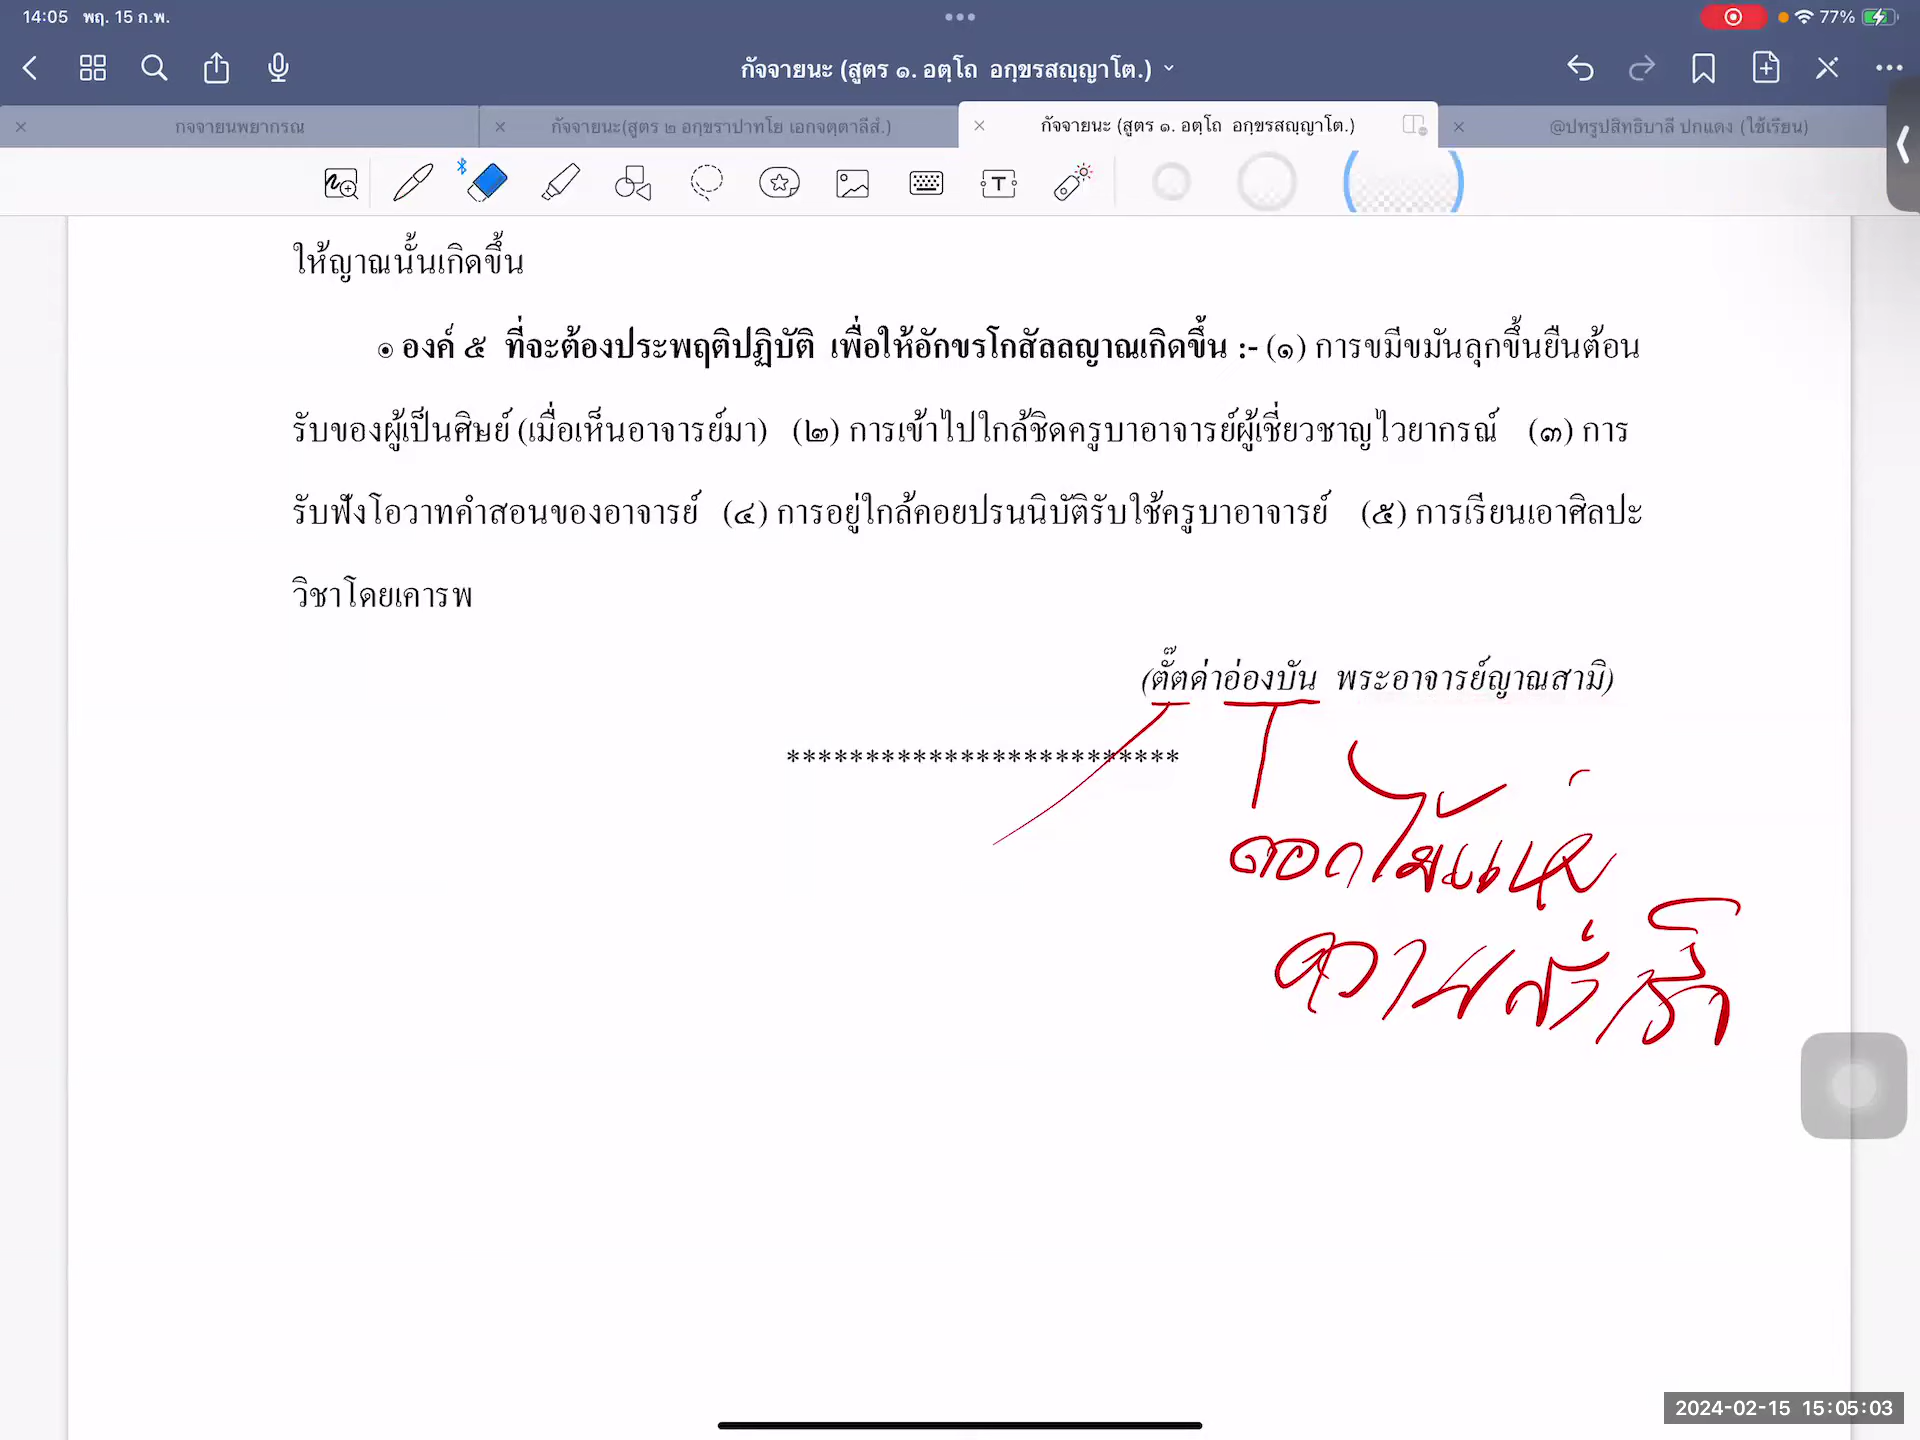 14:05 พฤ. 15 ก.พ.
77%
กัจจายนะ (สูตร ๑. อตฺโถ อกฺขรสญฺญาโต.)
กจจายนพยากรณ
กัจจายนะ(สูตร ๒ อกฺขราปาทโย เอกจตฺตาลีสํ.)
กัจจายนะ (สูตร ๑. อตฺโถ อกฺขรสญฺญาโต.)
@ปทรูปสิทธิบาลี ปกแดง (ใช้เรียน)
ให้ญาณนั้นเกิดขึ้น
๏ องค์ ๕ ที่จะต้องประพฤติปฏิบัติ เพื่อให้อักขรโกสัลลญาณเกิดขึ้น :- (๑) การขมีขมันลุกขึ้นยืนต้อน
รับของผู้เป็นศิษย์ (เมื่อเห็นอาจารย์มา) (๒) การเข้าไปใกล้ชิดครูบาอาจารย์ผู้เชี่ยวชาญไวยากรณ์ (๓) การ
รับฟังโอวาทคำสอนของอาจารย์ (๔) การอยู่ใกล้คอยปรนนิบัติรับใช้ครูบาอาจารย์ (๕) การเรียนเอาศิลปะ
วิชาโดยเคารพ
(ตั๊ตด่าอ่องบัน พระอาจารย์ญาณสามิ)
*************************
ดอกไม้แห่
ความสำเร็
2024-02-15 15:05:03